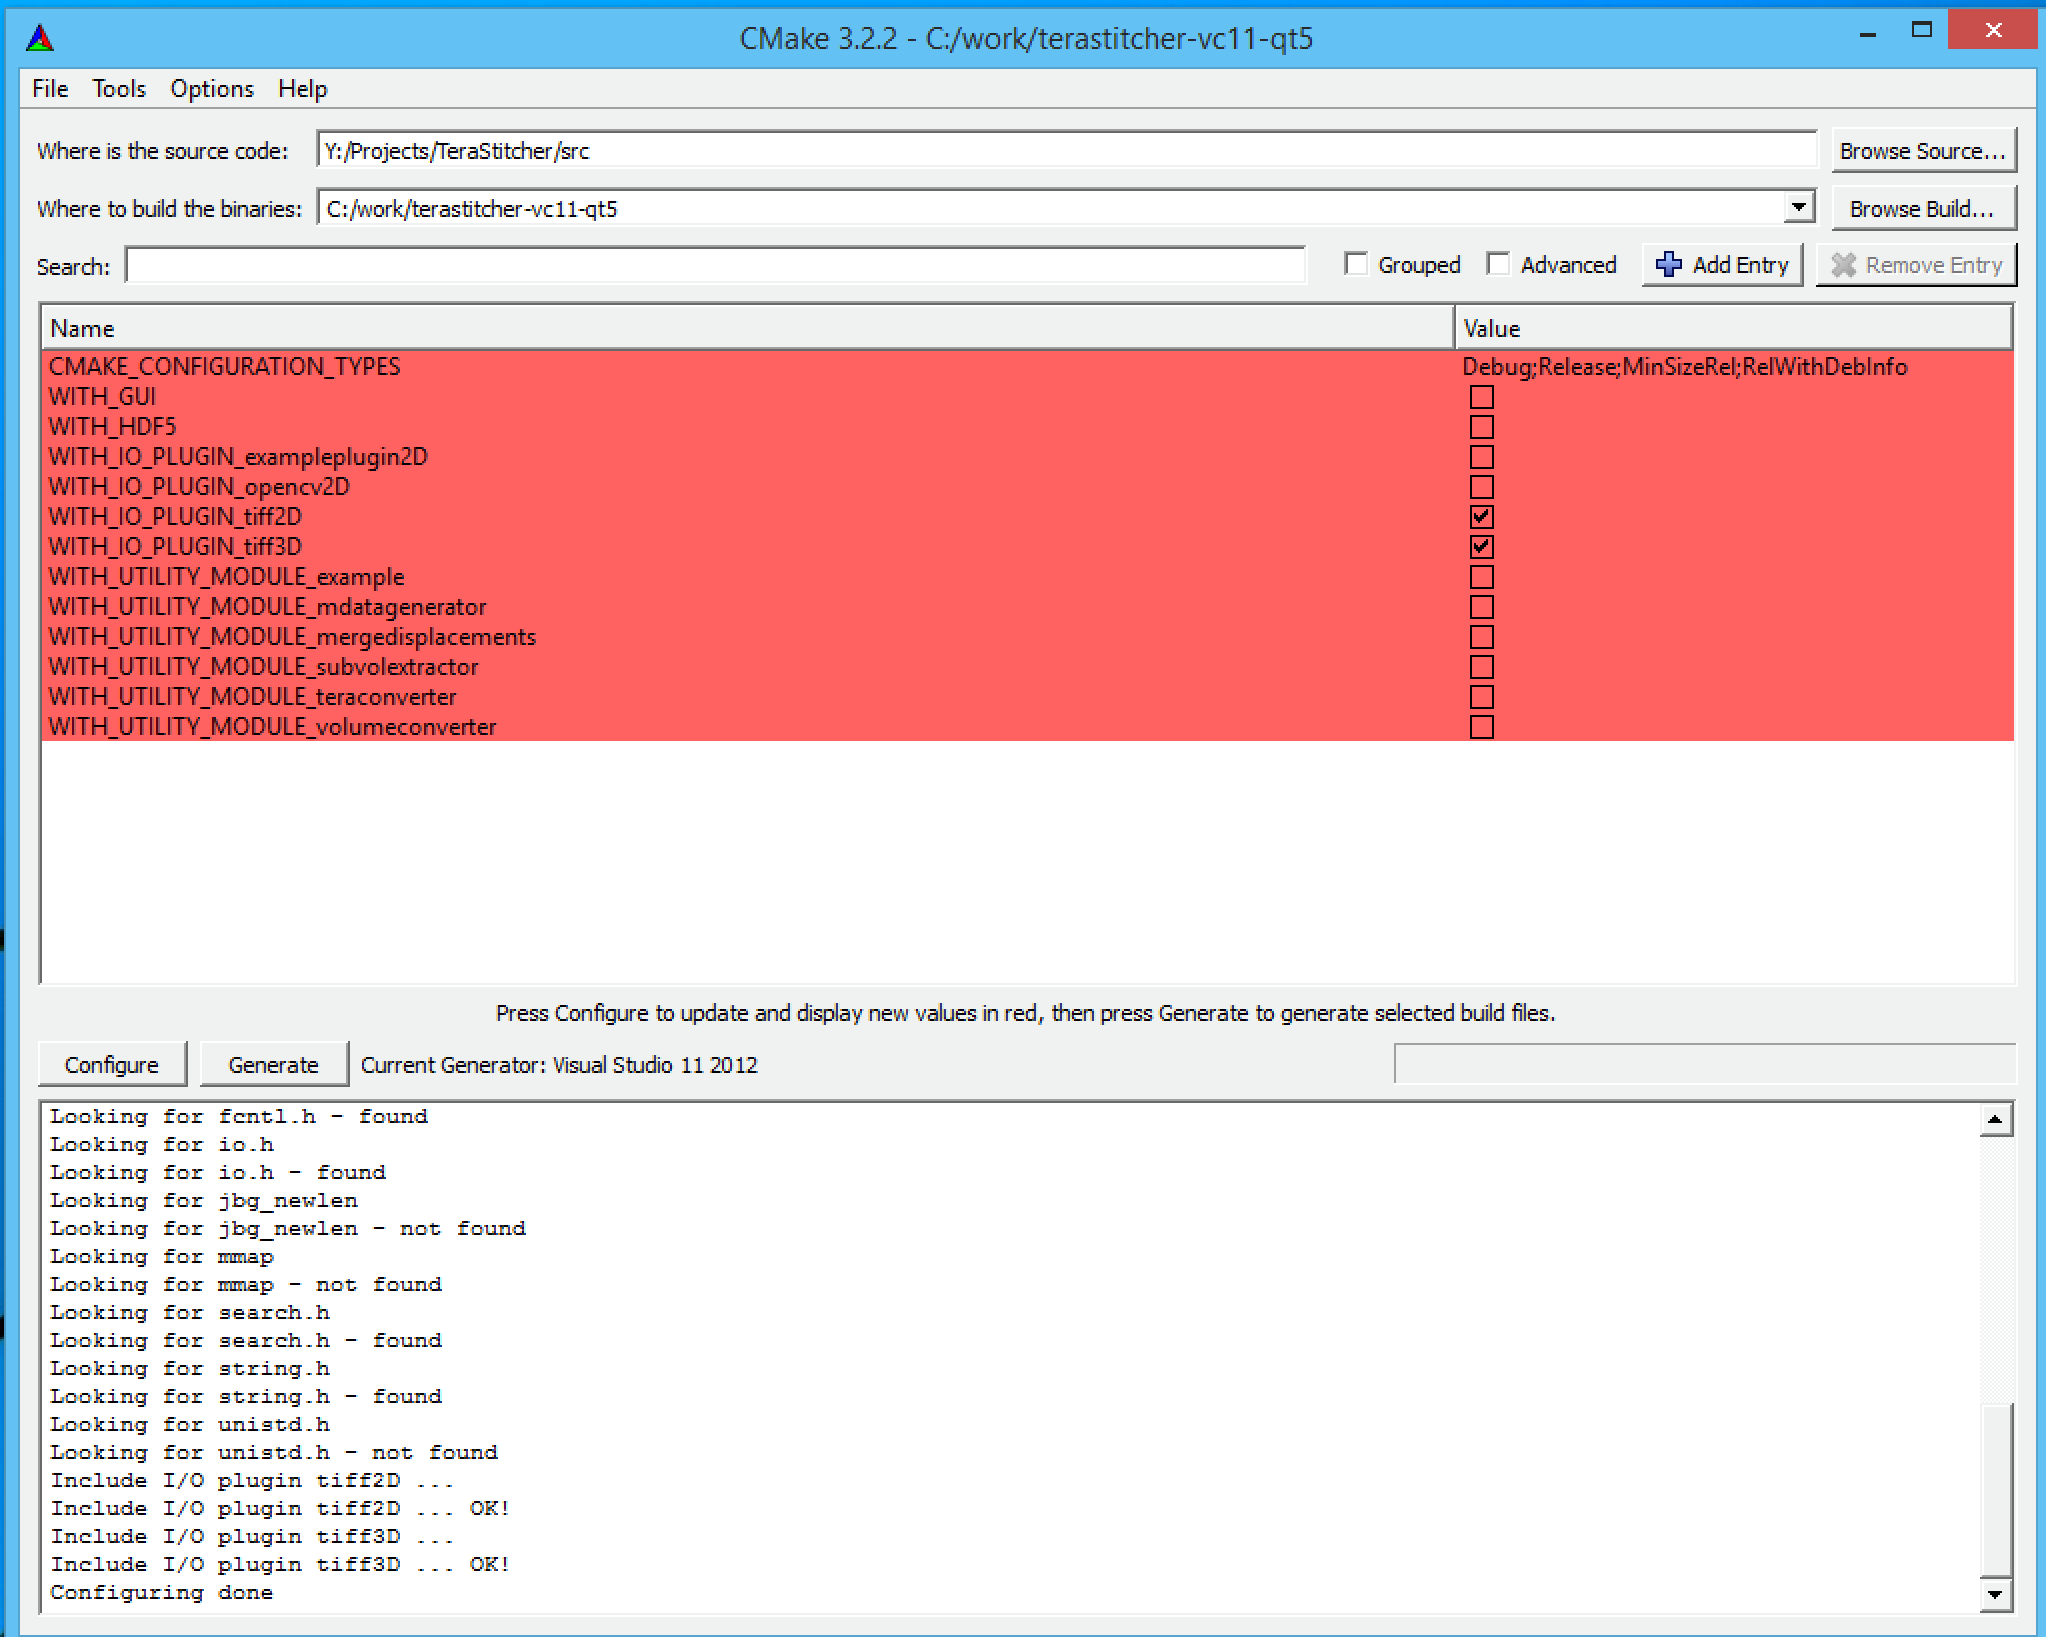 CMake 3.2.2 - C:/work/terastitcher-vc11-qt5
File Tools Options Help
Where is the source code: Y:/Projects/TeraStitcher/src Browse Source...
Where to build the binaries: C:/work/terastitcher-vc11-qt5 Browse Build...
Search: Grouped Advanced Add Entry Remove Entry
Name Value
CMAKE_CONFIGURATION_TYPES Debug;Release;MinSizeRel;RelWithDebInfo
WITH_GUI
WITH_HDF5
WITH_IO_PLUGIN_exampleplugin2D
WITH_IO_PLUGIN_opencv2D
WITH_IO_PLUGIN_tiff2D
WITH_IO_PLUGIN_tiff3D
WITH_UTILITY_MODULE_example
WITH_UTILITY_MODULE_mdatagenerator
WITH_UTILITY_MODULE_mergedisplacements
WITH_UTILITY_MODULE_subvolextractor
WITH_UTILITY_MODULE_teraconverter
WITH_UTILITY_MODULE_volumeconverter
Press Configure to update and display new values in red, then press Generate to generate selected build files.
Configure Generate Current Generator: Visual Studio 11 2012
Looking for fcntl.h - found
Looking for io.h
Looking for io.h - found
Looking for jbg_newlen
Looking for jbg_newlen - not found
Looking for mmap
Looking for mmap - not found
Looking for search.h
Looking for search.h - found
Looking for string.h
Looking for string.h - found
Looking for unistd.h
Looking for unistd.h - not found
Include I/O plugin tiff2D ...
Include I/O plugin tiff2D ... OK!
Include I/O plugin tiff3D ...
Include I/O plugin tiff3D ... OK!
Configuring done